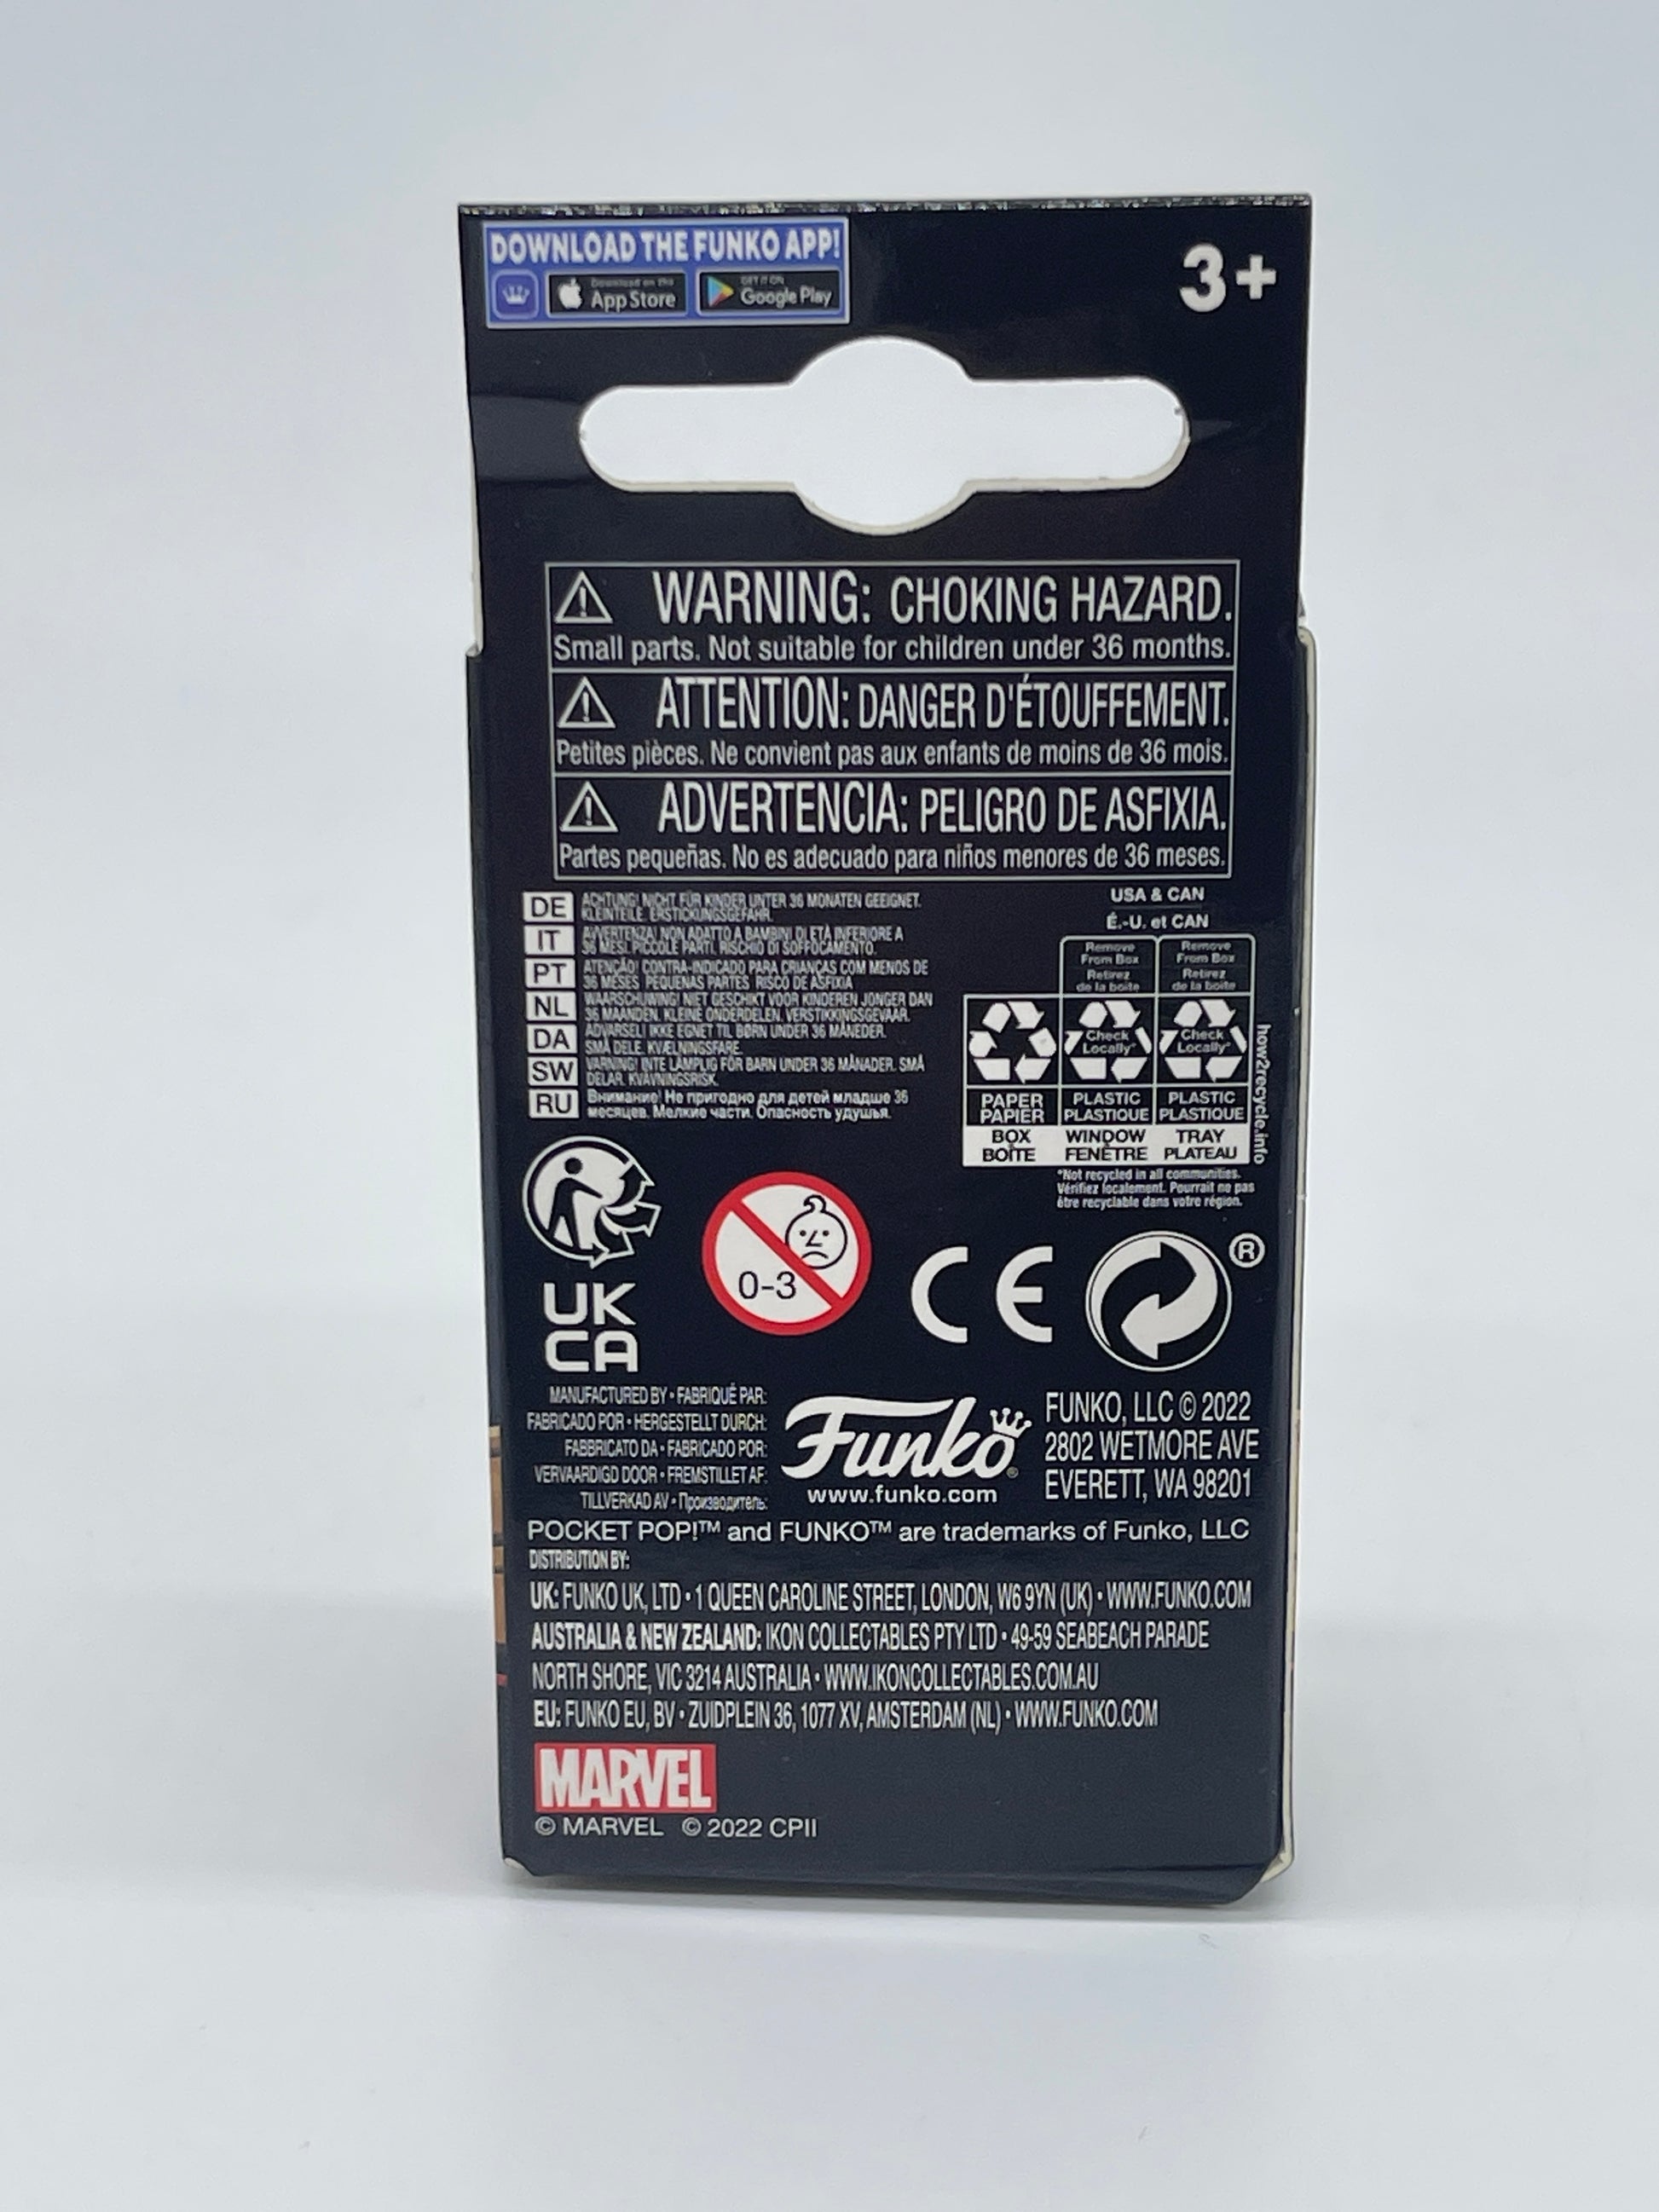 DOWNLOAD THE FUNKO APP!
Download on the
App Store
GET IT ON
Google Play
3+
WARNING: CHOKING HAZARD.
Small parts. Not suitable for children under 36 months.
ATTENTION: DANGER D'ÉTOUFFEMENT.
Petites pièces. Ne convient pas aux enfants de moins de 36 mois.
ADVERTENCIA: PELIGRO DE ASFIXIA.
Partes pequeñas. No es adecuado para niños menores de 36 meses.
DE ACHTUNG! NICHT FÜR KINDER UNTER 36 MONATEN GEEIGNET.
KLEINTEILE. ERSTICKUNGSGEFAHR.
IT AVVERTENZA! NON ADATTO A BAMBINI DI ETÀ INFERIORE A
36 MESI. PICCOLE PARTI. RISCHIO DI SOFFOCAMENTO.
PT ATENÇÃO! CONTRA-INDICADO PARA CRIANÇAS COM MENOS DE
36 MESES. PEQUENAS PARTES. RISCO DE ASFIXIA
NL WAARSCHUWING! NIET GESCHIKT VOOR KINDEREN JONGER DAN
36 MAANDEN. KLEINE ONDERDELEN. VERSTIKKINGSGEVAAR.
DA ADVARSEL! IKKE EGNET TIL BØRN UNDER 36 MÅNEDER.
SMÅ DELE. KVÆLNINGSFARE.
SW VARNING! INTE LÄMPLIG FÖR BARN UNDER 36 MÅNADER. SMÅ
DELAR. KVÄVNINGSRISK.
RU Внимание! Не пригодно для детей младше 36
месяцев. Мелкие части. Опасность удушья.
USA & CAN
É.-U. et CAN
Remove
From Box
Retirez
de la boîte
Remove
From Box
Retirez
de la boîte
Check
Locally*
Check
Locally*
PAPER
PAPIER
PLASTIC
PLASTIQUE
PLASTIC
PLASTIQUE
BOX
BOÎTE
WINDOW
FENÊTRE
TRAY
PLATEAU
how2recycle.info
*Not recycled in all communities.
Vérifiez localement. Pourrait ne pas
être recyclable dans votre région.
0-3
CE
®
UK
CA
MANUFACTURED BY • FABRIQUÉ PAR:
FABRICADO POR • HERGESTELLT DURCH:
FABBRICATO DA • FABRICADO POR:
VERVAARDIGD DOOR • FREMSTILLET AF:
TILLVERKAD AV • Производитель:
Funko®
www.funko.com
FUNKO, LLC © 2022
2802 WETMORE AVE
EVERETT, WA 98201
POCKET POP!™ and FUNKO™ are trademarks of Funko, LLC
DISTRIBUTION BY:
UK: FUNKO UK, LTD • 1 QUEEN CAROLINE STREET, LONDON, W6 9YN (UK) • WWW.FUNKO.COM
AUSTRALIA & NEW ZEALAND: IKON COLLECTABLES PTY LTD • 49-59 SEABEACH PARADE
NORTH SHORE, VIC 3214 AUSTRALIA • WWW.IKONCOLLECTABLES.COM.AU
EU: FUNKO EU, BV • ZUIDPLEIN 36, 1077 XV, AMSTERDAM (NL) • WWW.FUNKO.COM
MARVEL
© MARVEL © 2022 CPII